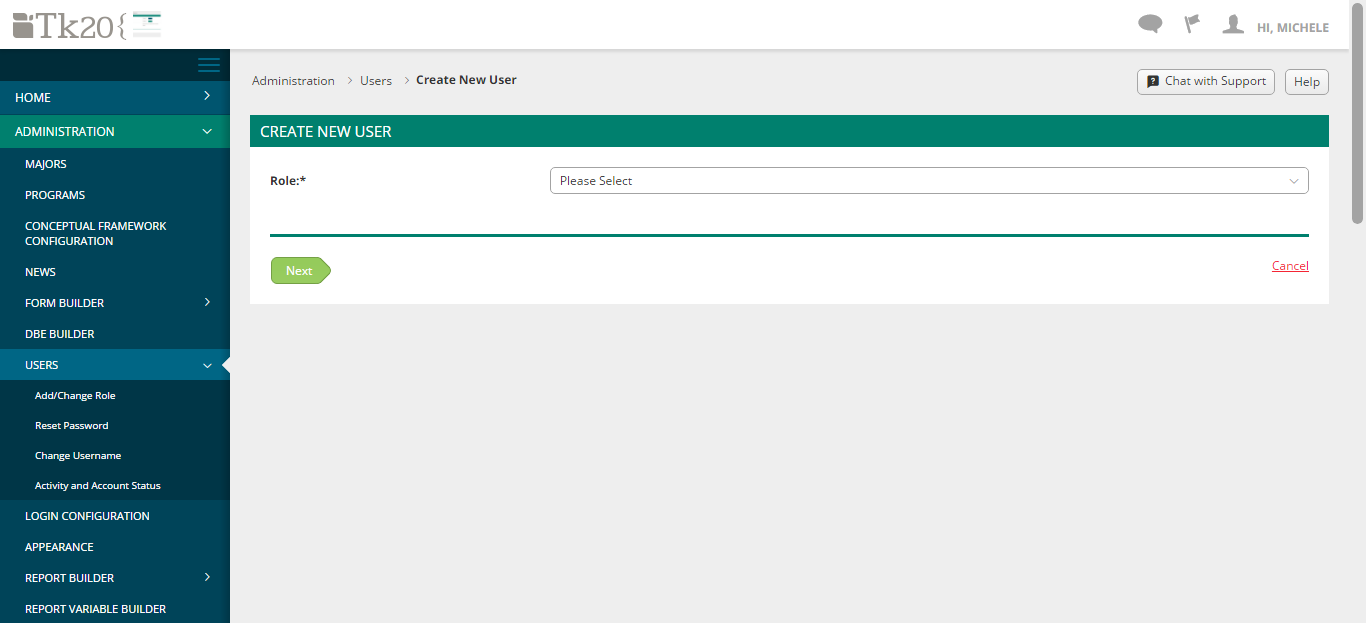 Tk20{
HI, MICHELE
HOME
ADMINISTRATION
MAJORS
PROGRAMS
CONCEPTUAL FRAMEWORK
CONFIGURATION
NEWS
FORM BUILDER
DBE BUILDER
USERS
Add/Change Role
Reset Password
Change Username
Activity and Account Status
LOGIN CONFIGURATION
APPEARANCE
REPORT BUILDER
REPORT VARIABLE BUILDER
Administration > Users > Create New User
Chat with Support
Help
CREATE NEW USER
Role:*
Please Select
Next
Cancel